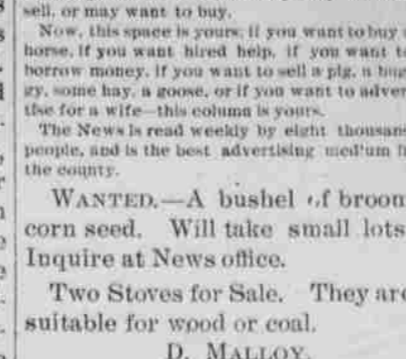 sell, or may want to buy.
Now, this space is yours; if you want to buy
horse, if you want hired help, if you want to
borrow money, if you want to sell a pig, a bug
gy, some hay, a goose, or if you want to adver
tise for a wife—this column is yours.
The News is read weekly by eight thousan
people, and is the best advertising medium i
the county.
WANTED.—A bushel of broom
corn seed. Will take small lots
Inquire at News office.
Two Stoves for Sale. They are
suitable for wood or coal.
D. MALLOY.